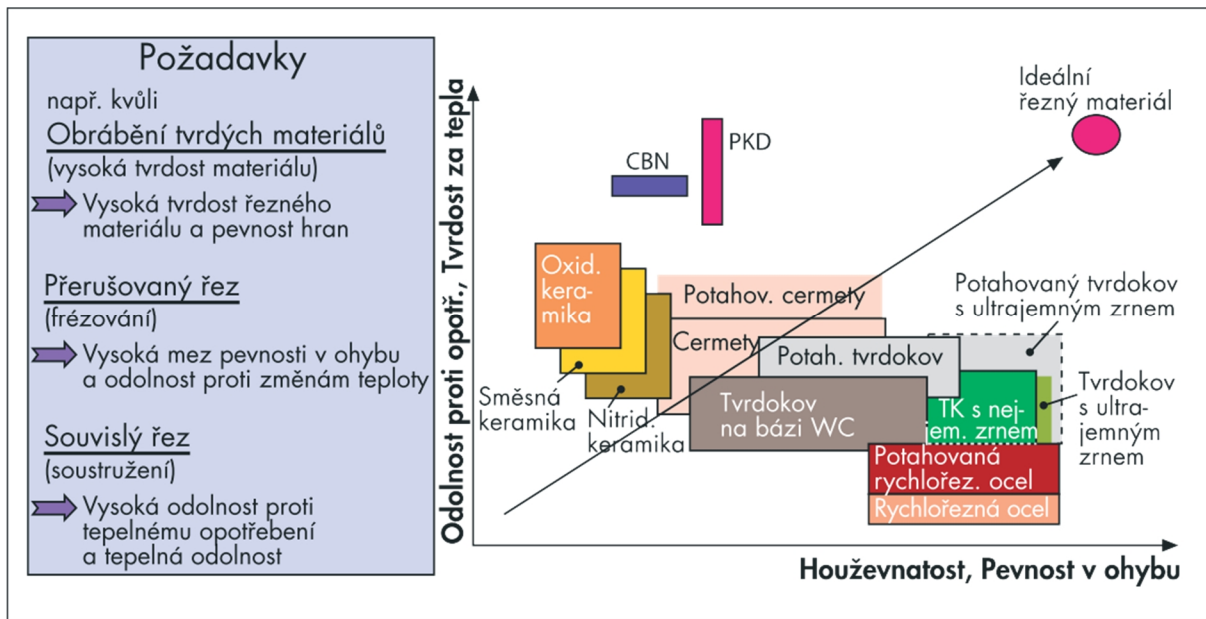 Požadavky
např. kvůli
Obrábění tvrdých materiálů
(vysoká tvrdost materiálu)
Vysoká tvrdost řezného
materiálu a pevnost hran
Přerušovaný řez
(frézování)
Vysoká mez pevnosti v ohybu
a odolnost proti změnám teploty
Souvislý řez
(soustružení)
Vysoká odolnost proti
tepelnému opotřebení
a tepelná odolnost
Odolnost proti opotř., Tvrdost za tepla
Ideální
řezný materiál
CBN
PKD
Oxid.
kera-
mika
Směsná
keramika
Nitrid.
keramika
Potahov. cermety
Cermety
Potah. tvrdokov
Tvrdokov
na bázi WC
Potahovaný tvrdokov
s ultrajemným zrnem
TK s nej-
jem. zrnem
Tvrdokov
s ultra-
jemným
zrnem
Potahovaná
rychlořez. ocel
Rychlořezná ocel
Houževnatost, Pevnost v ohybu